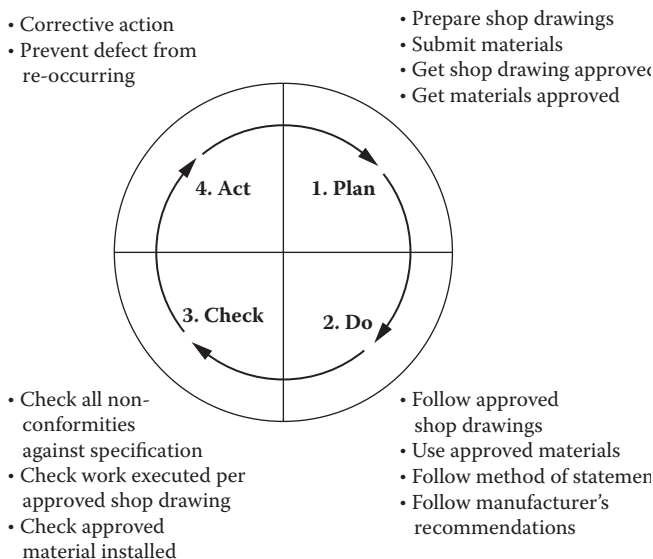 • Corrective action
• Prevent defect from
re-occurring
• Prepare shop drawings
• Submit materials
• Get shop drawing approved
• Get materials approved
4. Act
1. Plan
3. Check
2. Do
• Check all non-
conformities
against specification
• Check work executed per
approved shop drawing
• Check approved
material installed
• Follow approved
shop drawings
• Use approved materials
• Follow method of statemen
• Follow manufacturer’s
recommendations